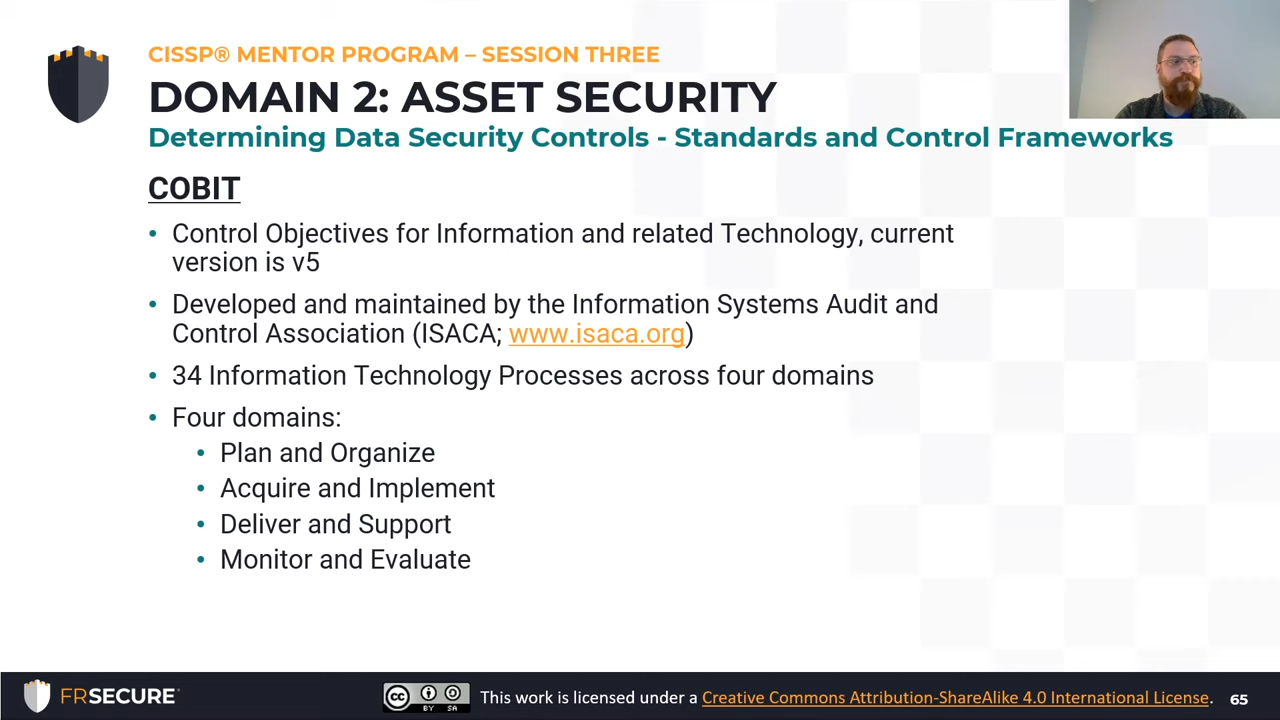 CISSP® MENTOR PROGRAM – SESSION THREE
DOMAIN 2: ASSET SECURITY
Determining Data Security Controls - Standards and Control Frameworks
COBIT
• Control Objectives for Information and related Technology, current
version is v5
• Developed and maintained by the Information Systems Audit and
Control Association (ISACA; www.isaca.org)
• 34 Information Technology Processes across four domains
• Four domains:
• Plan and Organize
• Acquire and Implement
• Deliver and Support
• Monitor and Evaluate
FRSECURE
cc BY SA
This work is licensed under a Creative Commons Attribution-ShareAlike 4.0 International License.
65